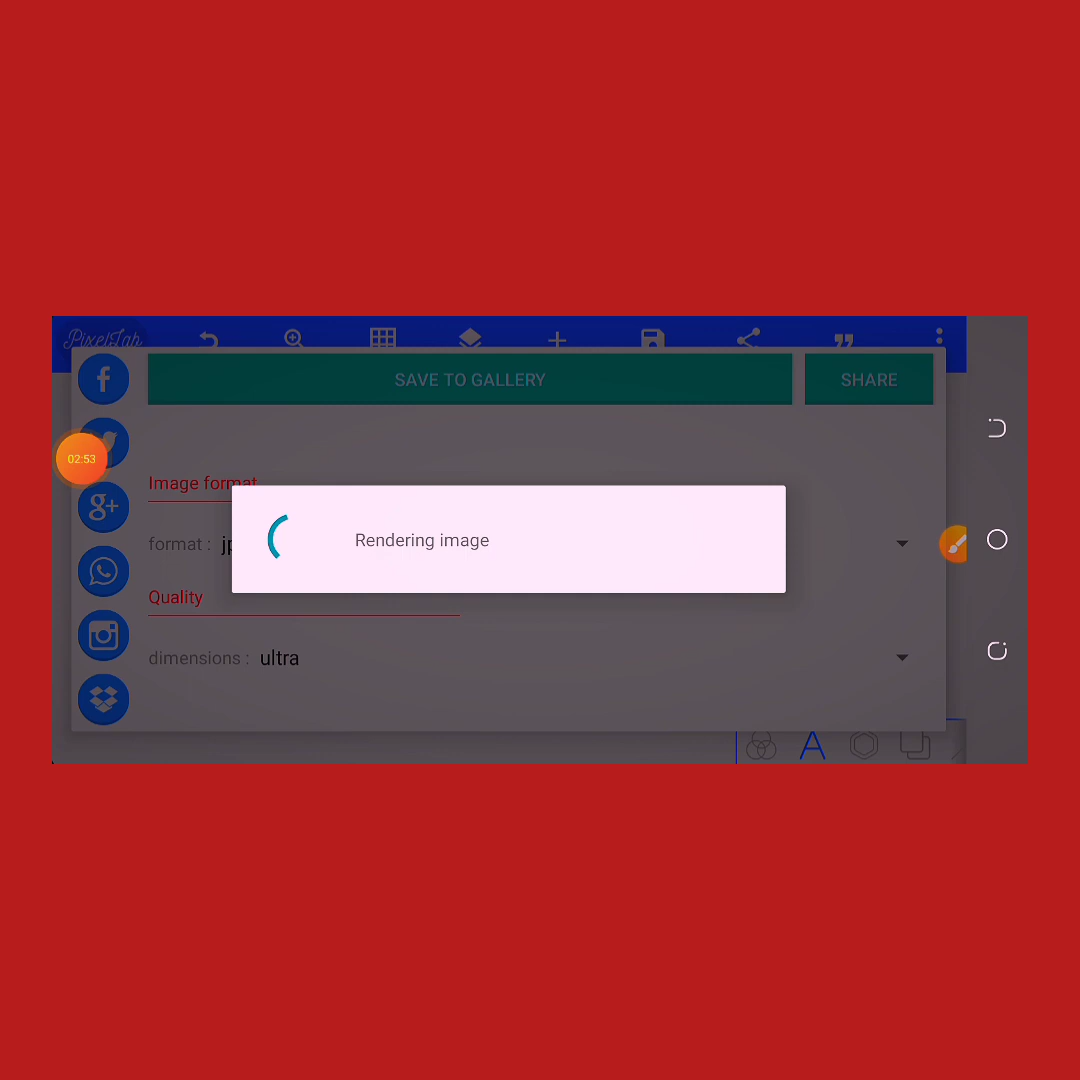 PixelLab
SAVE TO GALLERY
SHARE
02:53
Image format
g+
Rendering image
format :
Quality
dimensions : ultra
A